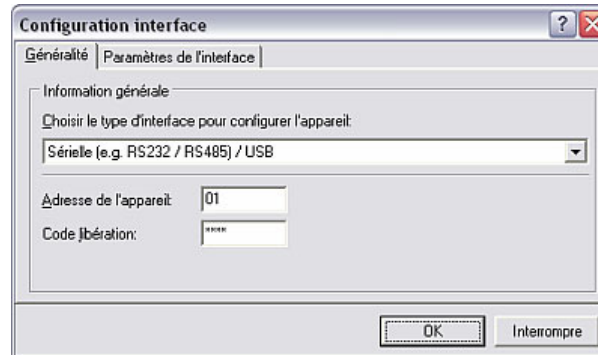 Configuration interface
Généralité Paramètres de l'interface
Information générale
Choisir le type d'interface pour configurer l'appareil:
Sérielle (e.g. RS232 / RS485) / USB
Adresse de l'appareil: 01
Code libération: ****
OK Interrompre